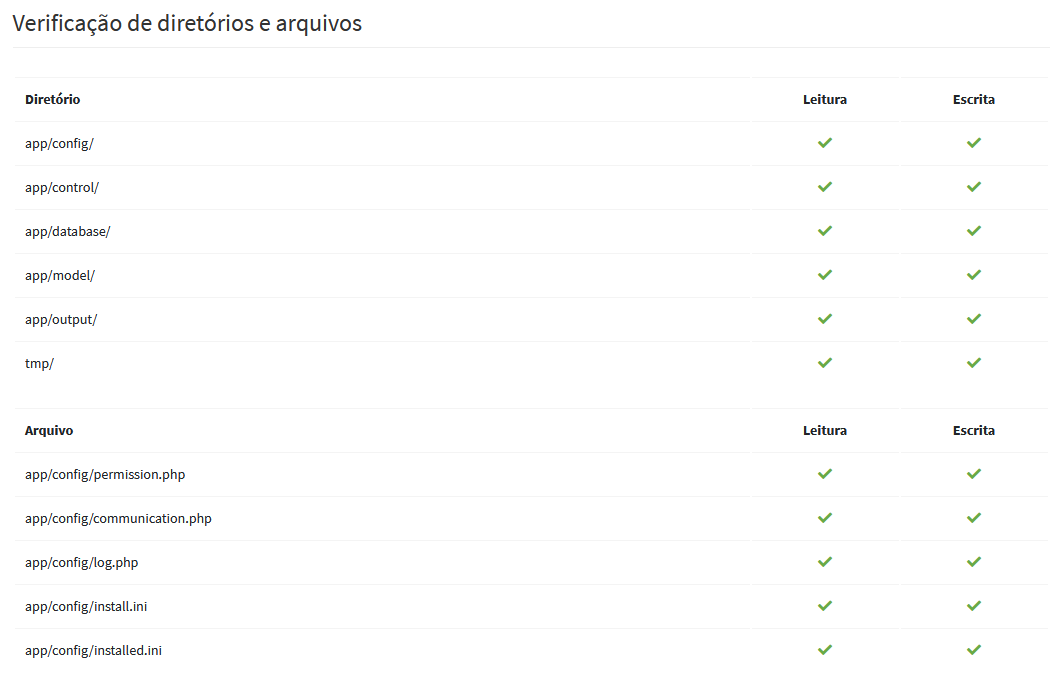 Verificação de diretórios e arquivos
Diretório Leitura Escrita
app/config/
app/control/
app/database/
app/model/
app/output/
tmp/
Arquivo Leitura Escrita
app/config/permission.php
app/config/communication.php
app/config/log.php
app/config/install.ini
app/config/installed.ini